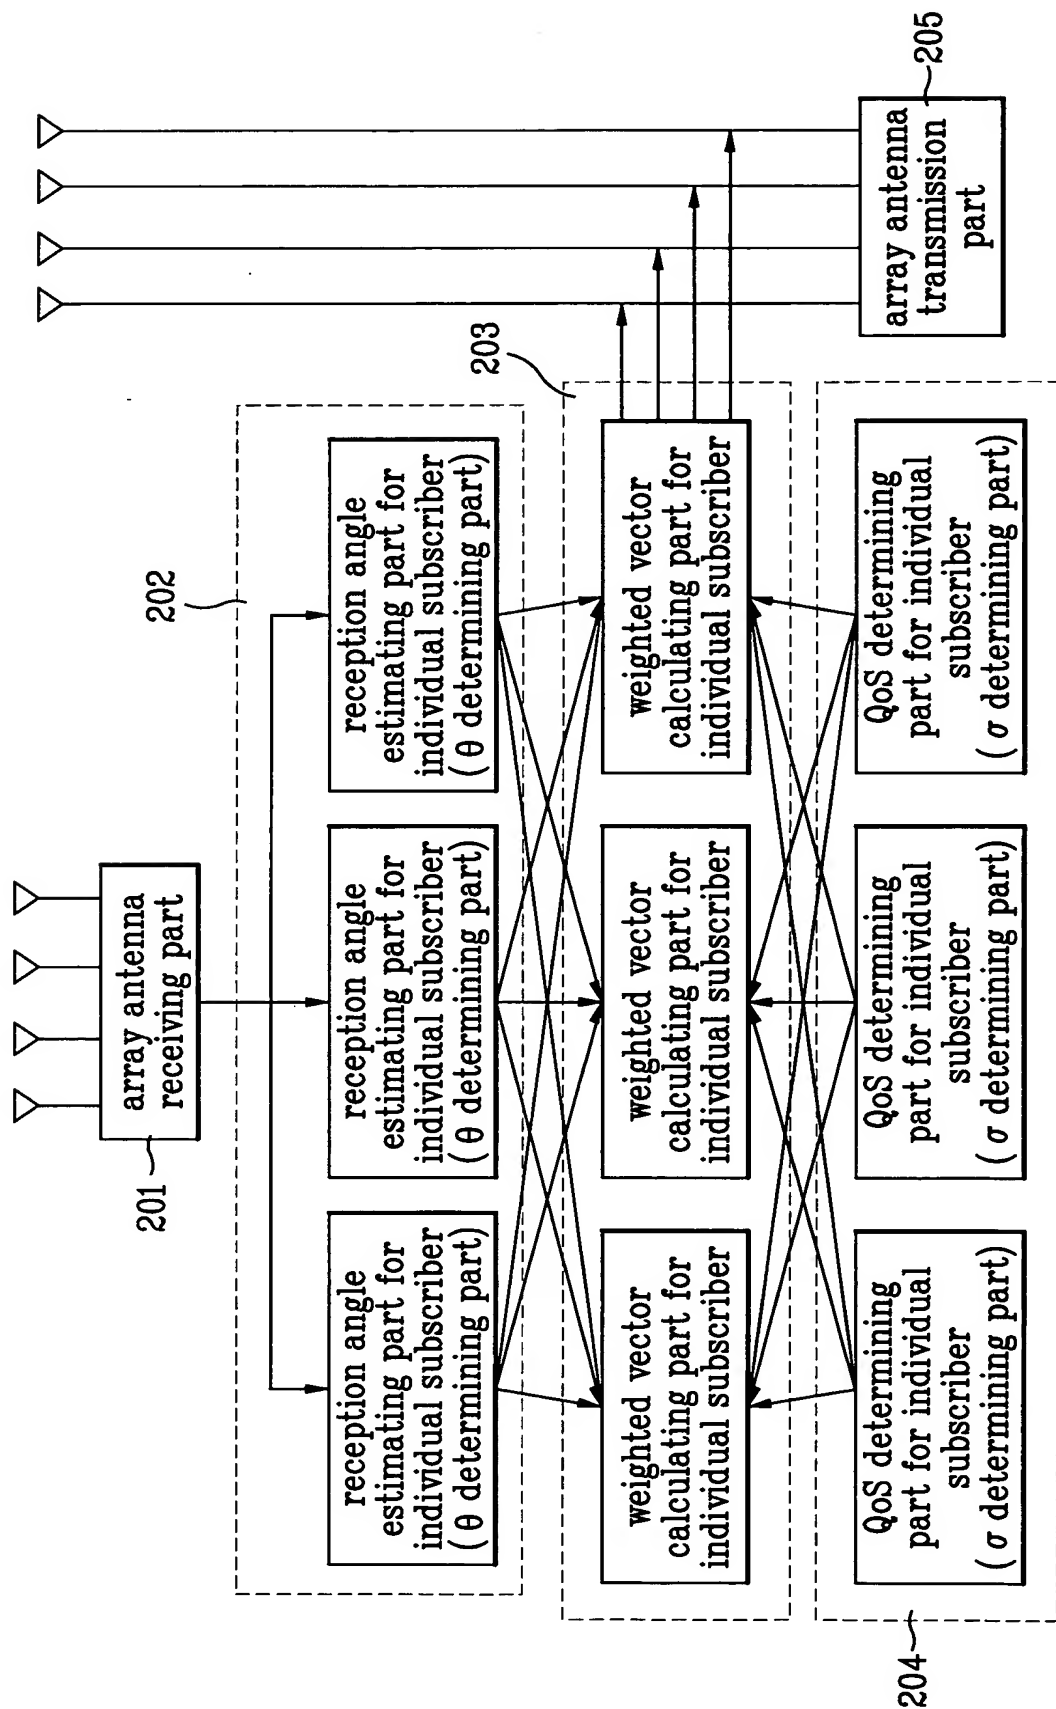 201
array antenna
receiving part
202
reception angle
estimating part for
individual subscriber
(θ determining part)
reception angle
estimating part for
individual subscriber
(θ determining part)
reception angle
estimating part for
individual subscriber
(θ determining part)
203
weighted vector
calculating part for
individual subscriber
weighted vector
calculating part for
individual subscriber
weighted vector
calculating part for
individual subscriber
204
QoS determining
part for individual
subscriber
(σ determining part)
QoS determining
part for individual
subscriber
(σ determining part)
QoS determining
part for individual
subscriber
(σ determining part)
205
array antenna
transmission
part